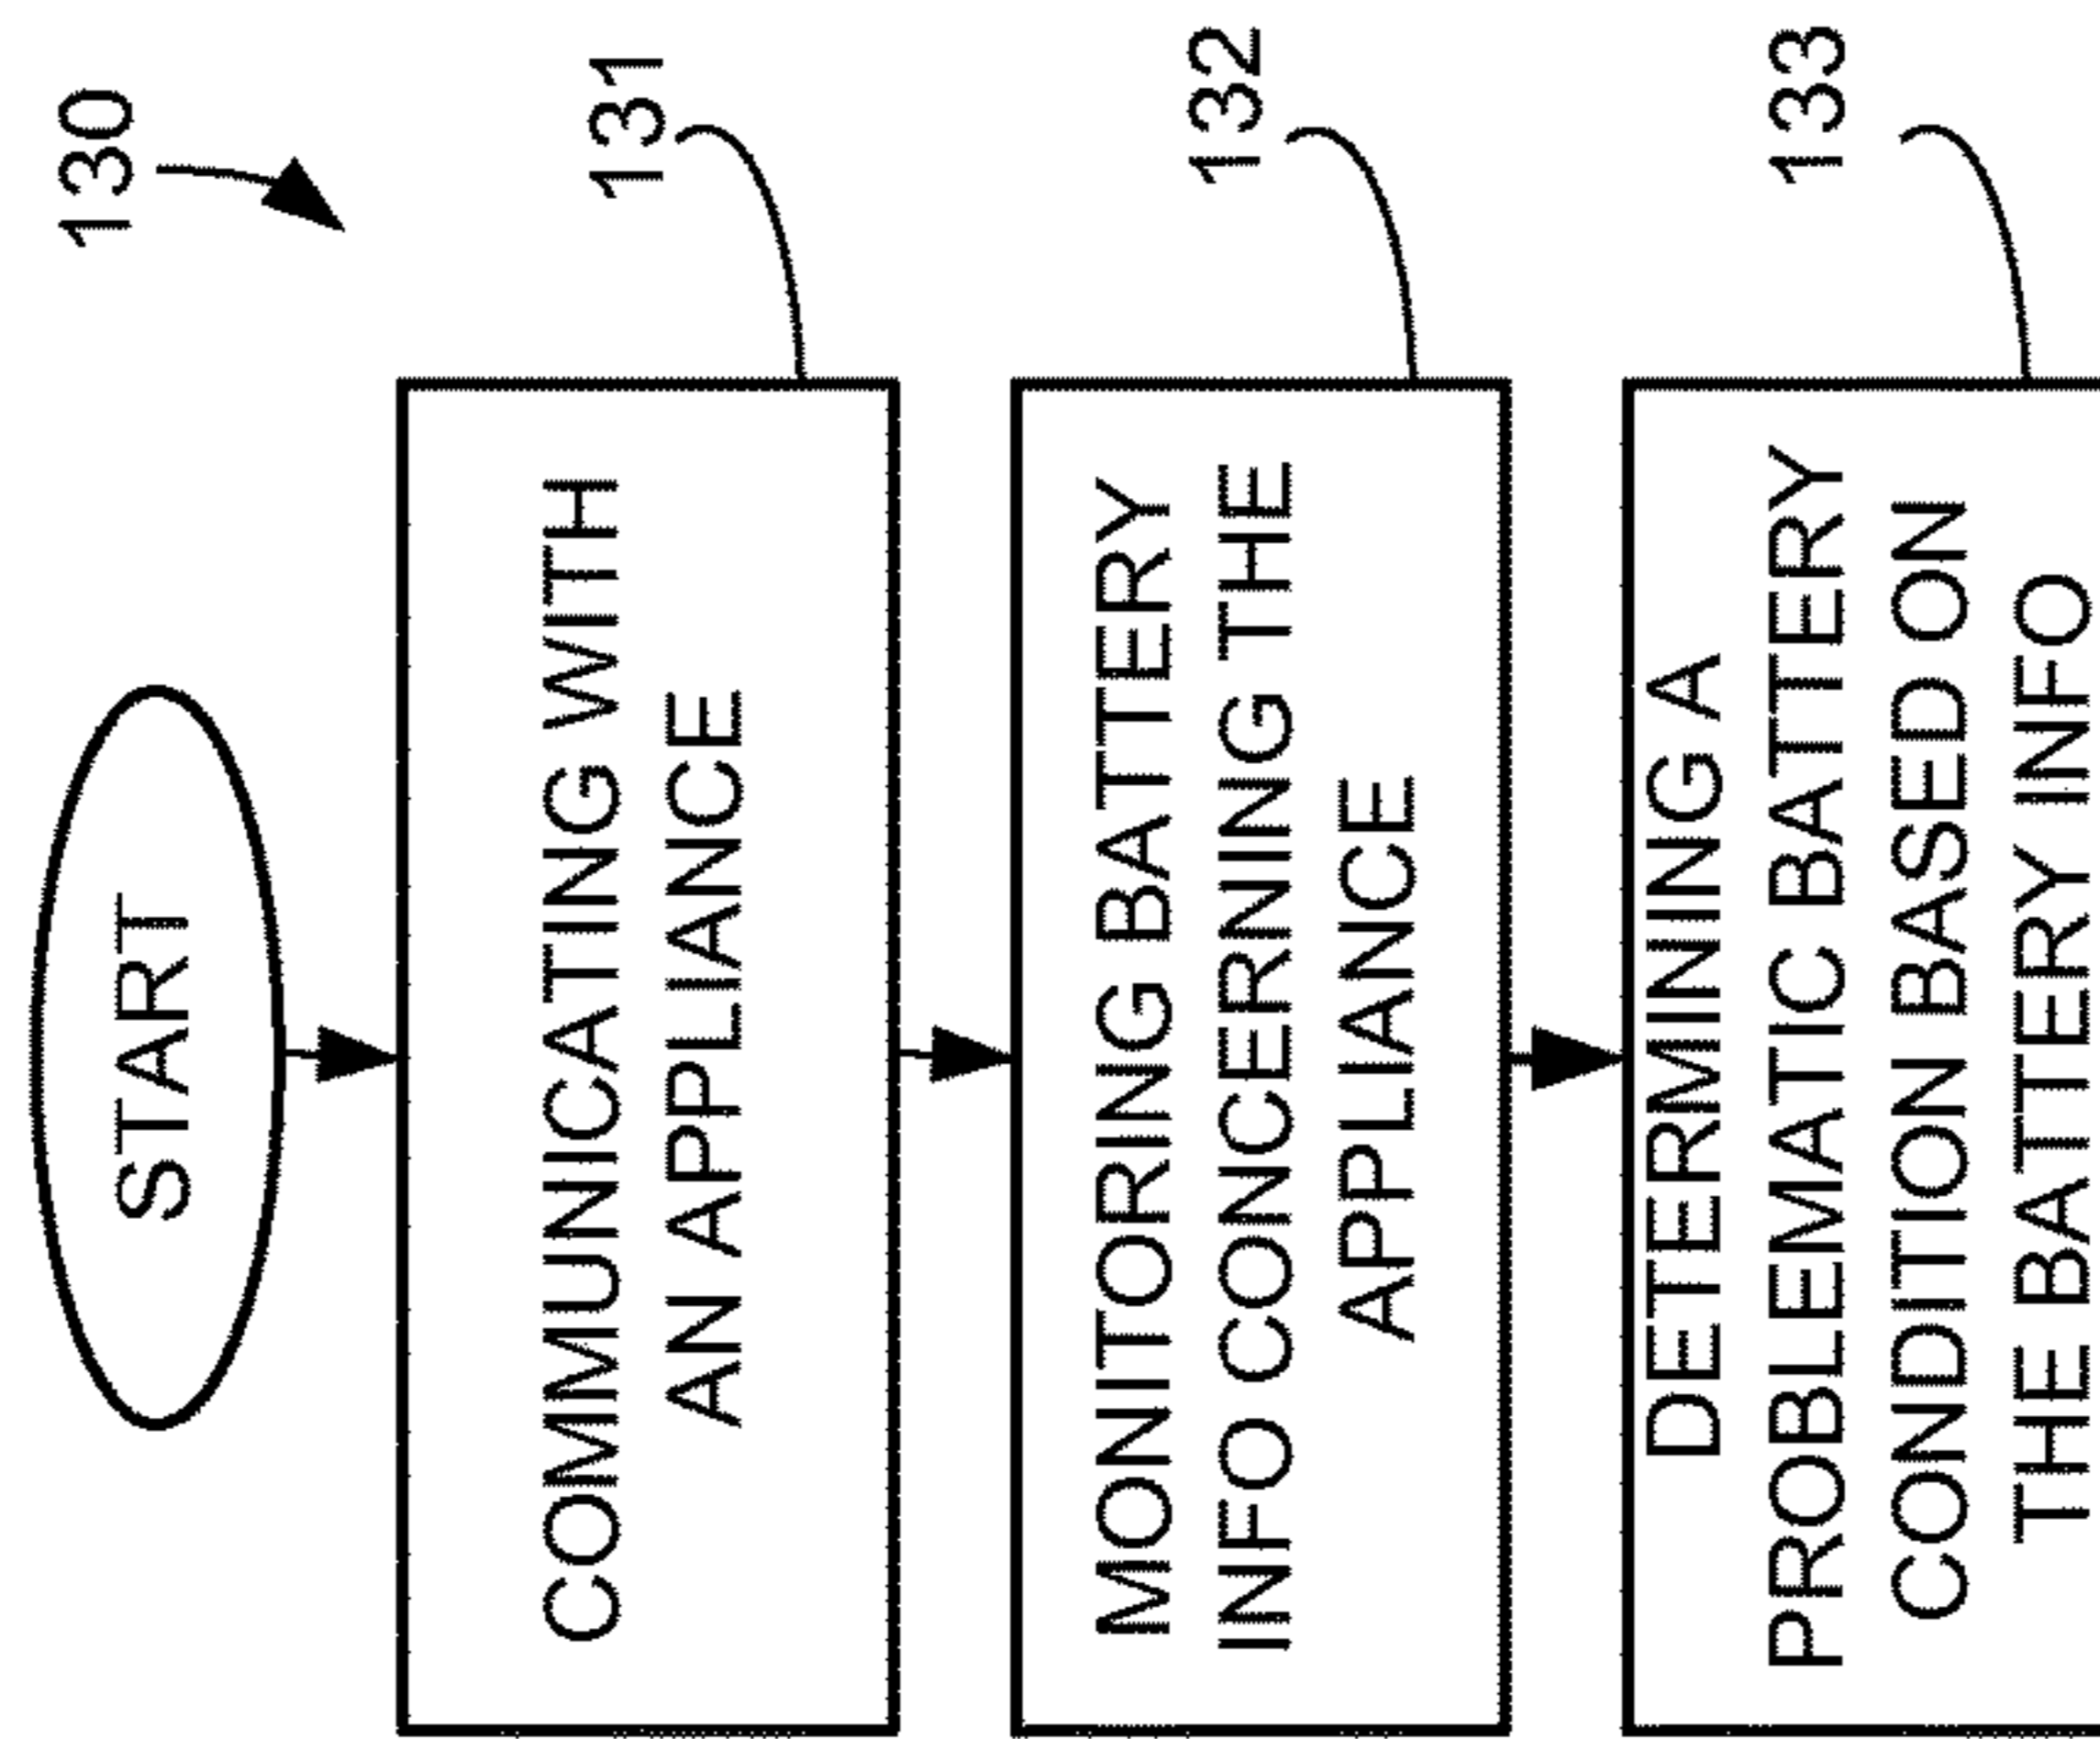 130
START
131
COMMUNICATING WITH
AN APPLIANCE
132
MONITORING BATTERY
INFO CONCERNING THE
APPLIANCE
133
DETERMINING A
PROBLEMATIC BATTERY
CONDITION BASED ON
THE BATTERY INFO